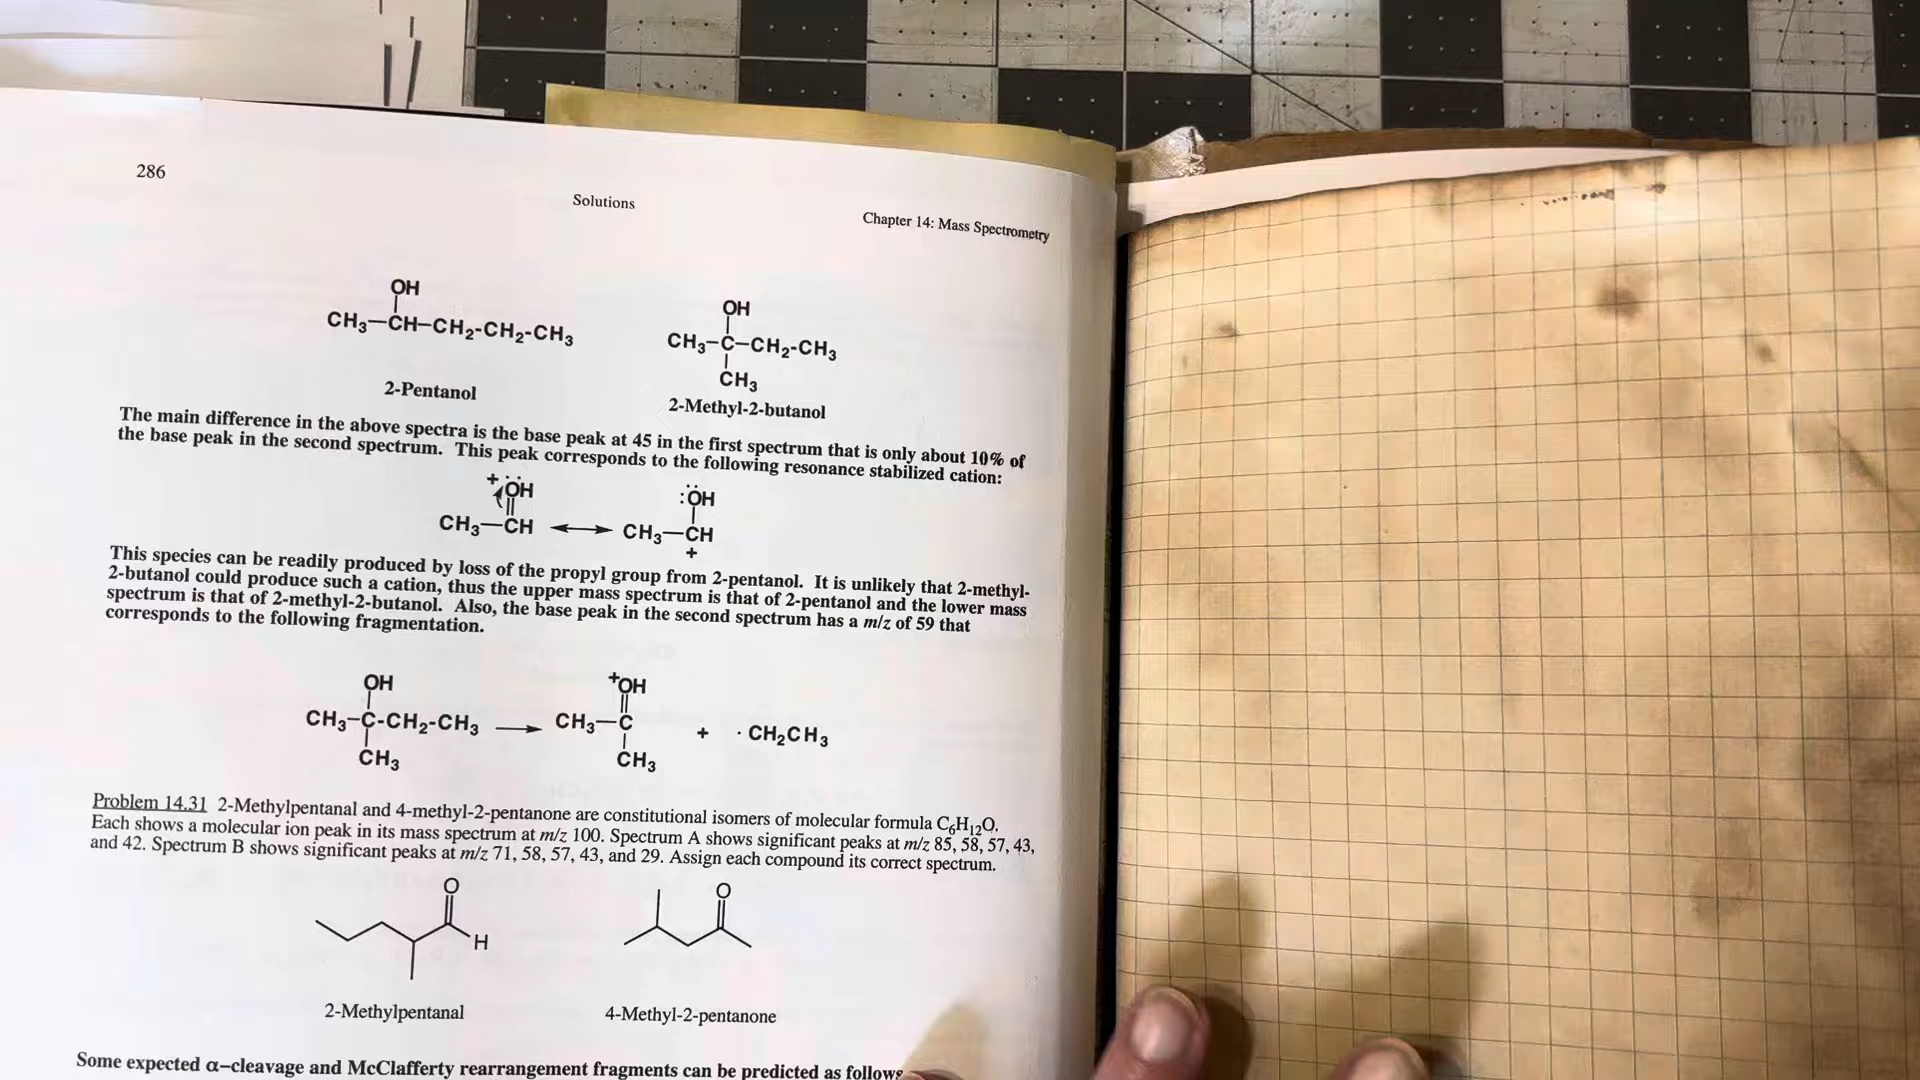 286
Solutions
Chapter 14: Mass Spectrometry
OH
CH3—CH—CH2-CH2-CH3
2-Pentanol
OH
CH3-C—CH2-CH3
CH3
2-Methyl-2-butanol
The main difference in the above spectra is the base peak at 45 in the first spectrum that is only about 10% of
the base peak in the second spectrum. This peak corresponds to the following resonance stabilized cation:
+ OH
CH3—CH
:OH
CH3—CH
+
This species can be readily produced by loss of the propyl group from 2-pentanol. It is unlikely that 2-methyl-
2-butanol could produce such a cation, thus the upper mass spectrum is that of 2-pentanol and the lower mass
spectrum is that of 2-methyl-2-butanol. Also, the base peak in the second spectrum has a m/z of 59 that
corresponds to the following fragmentation.
OH
CH3-C-CH2-CH3
CH3
+OH
CH3—C
CH3
+ · CH2CH3
Problem 14.31 2-Methylpentanal and 4-methyl-2-pentanone are constitutional isomers of molecular formula C6H12O.
Each shows a molecular ion peak in its mass spectrum at m/z 100. Spectrum A shows significant peaks at m/z 85, 58, 57, 43,
and 42. Spectrum B shows significant peaks at m/z 71, 58, 57, 43, and 29. Assign each compound its correct spectrum.
O
H
2-Methylpentanal
O
4-Methyl-2-pentanone
Some expected α–cleavage and McClafferty rearrangement fragments can be predicted as follows